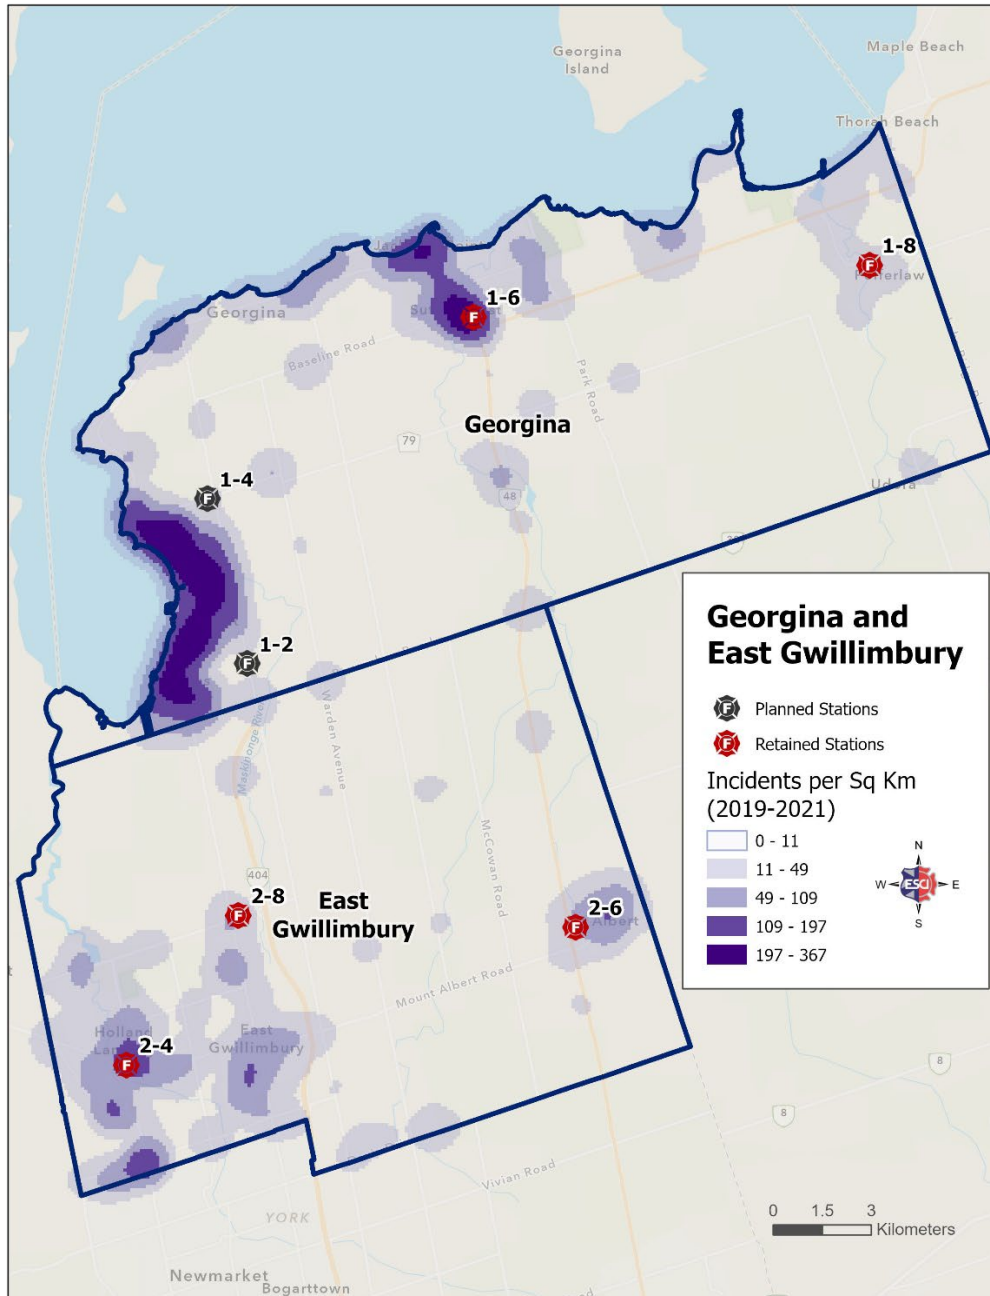 Georgina
Island
Maple Beach
Thorah Beach
1-8
1-6
Georgina
Baseline Road
Park Road
Georgina
79
1-4
48
Udora
1-2
Warden Avenue
Maskinonge River
McCowan Road
404
2-8
East
Gwillimbury
2-6
Albert
Mount Albert Road
Holland
2-4
East
Gwillimbury
Vivian Road
8
8
YORK
Newmarket
Bogarttown
Georgina and
East Gwillimbury
F Planned Stations
F Retained Stations
Incidents per Sq Km
(2019-2021)
0 - 11
11 - 49
49 - 109
109 - 197
197 - 367
N
W ESCI E
S
0 1.5 3
Kilometers